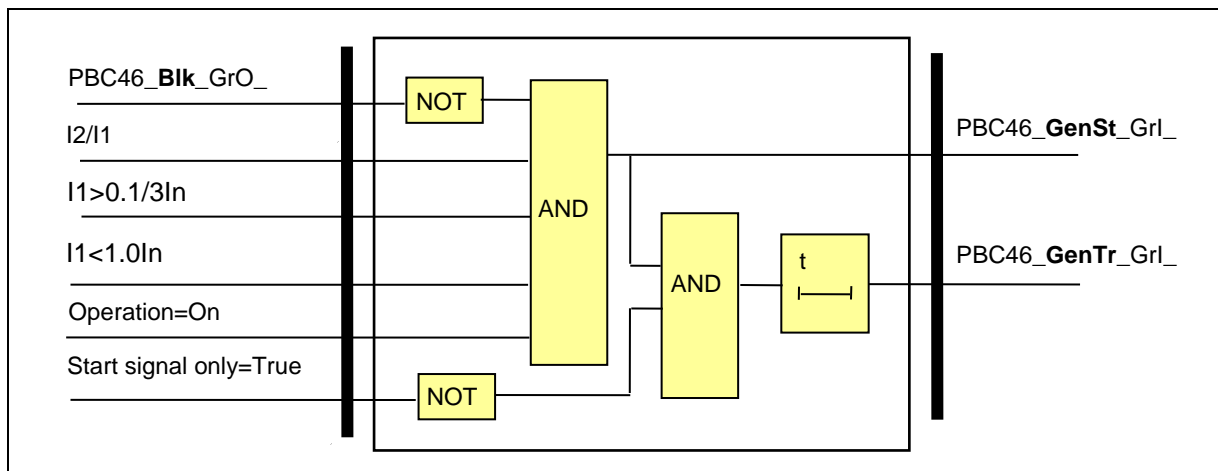 PBC46_Blk_GrO_
NOT
I2/I1
PBC46_GenSt_GrI_
I1>0.1/3In
AND
I1<1.0In
PBC46_GenTr_GrI_
t
AND
Operation=On
Start signal only=True
NOT